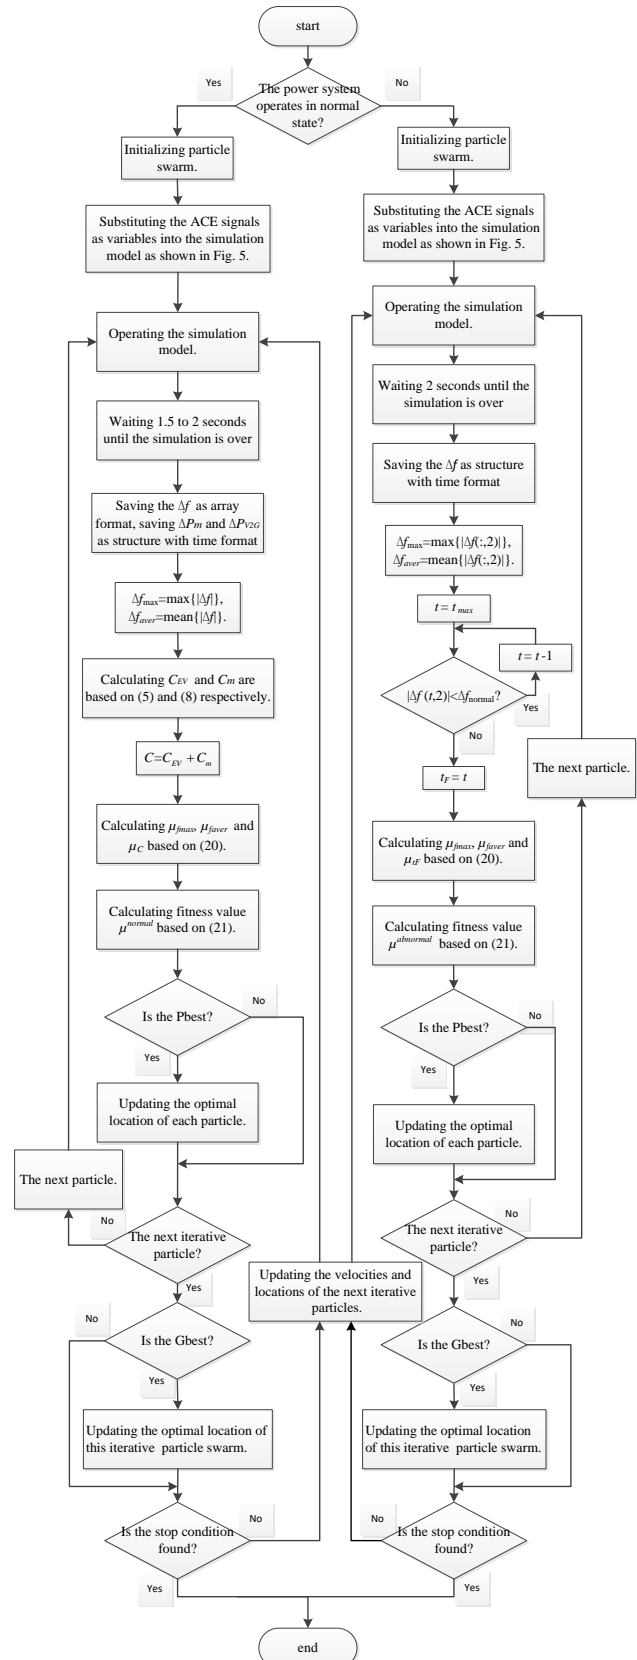 start
Yes
No
The power system
operates in normal
state?
Initializing particle
swarm.
Substituting the ACE signals
as variables into the simulation
model as shown in Fig. 5.
Operating the simulation
model.
Waiting 1.5 to 2 seconds
until the simulation is over
Saving the Δf as array
format, saving ΔPm and ΔPV2G
as structure with time format
Δfmax=max{|Δf|},
Δfaver=mean{|Δf|}.
Calculating CEV and Cm are
based on (5) and (8) respectively.
C=CEV + Cm
Calculating μfmax, μfaver and
μC based on (20).
Calculating fitness value
μnormal based on (21).
Is the Pbest?
No
Yes
Updating the optimal
location of each particle.
The next particle.
No
The next iterative
particle?
Yes
No
Is the Gbest?
Yes
Updating the optimal location of
this iterative particle swarm.
Is the stop condition
found?
No
Yes
Initializing particle
swarm.
Substituting the ACE signals
as variables into the simulation
model as shown in Fig. 5.
Operating the simulation
model.
Waiting 2 seconds until the
simulation is over
Saving the Δf as structure
with time format
Δfmax=max{|Δf(:,2)|},
Δfaver=mean{|Δf(:,2)|}.
t = tmax
t = t-1
|Δf (t,2)|<Δfnormal?
Yes
No
tF = t
The next particle.
Calculating μfmax, μfaver and
μtF based on (20).
Calculating fitness value
μabnormal based on (21).
Is the Pbest?
No
Yes
Updating the optimal
location of each particle.
The next iterative
particle?
No
Yes
Updating the velocities and
locations of the next iterative
particles.
Is the Gbest?
No
Yes
Updating the optimal location
of this iterative particle swarm.
No
Is the stop condition
found?
Yes
end